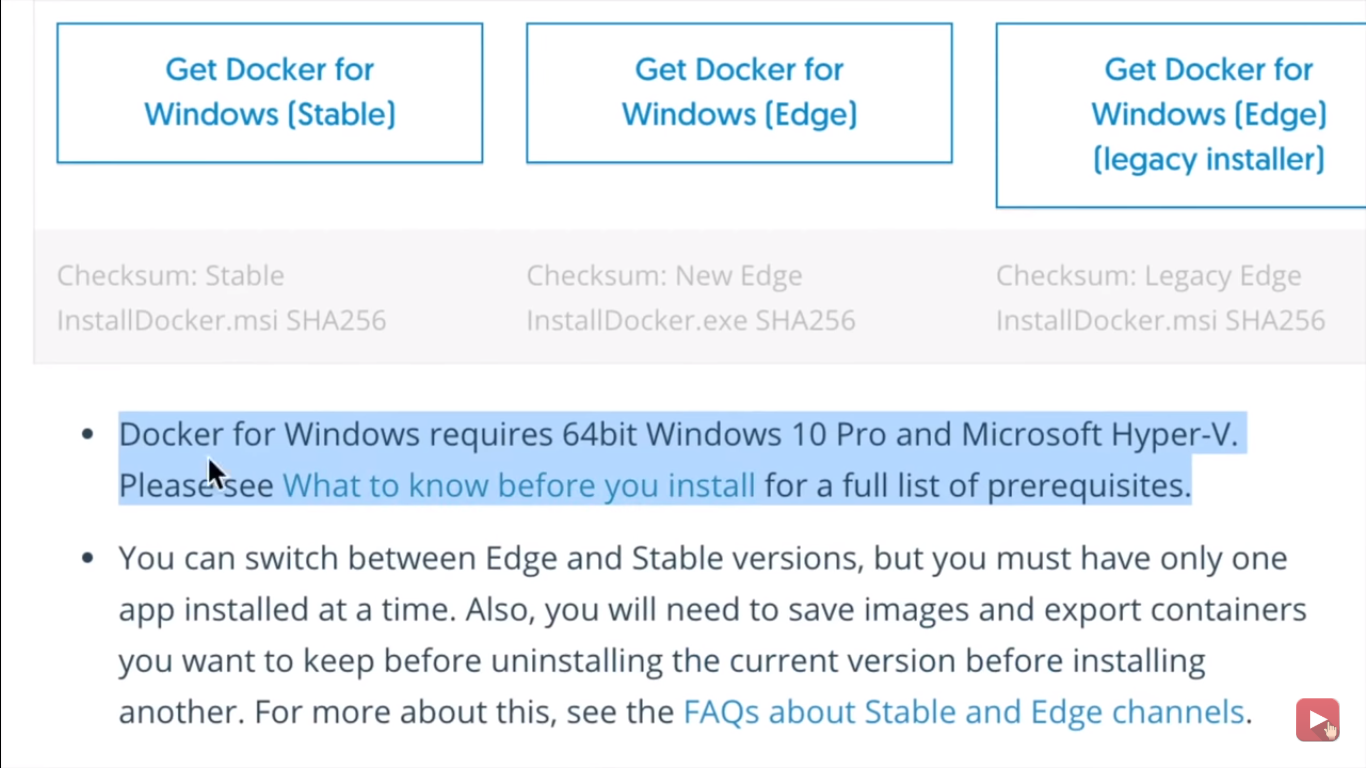 Get Docker for
Windows (Stable)
Get Docker for
Windows (Edge)
Get Docker for
Windows (Edge)
(legacy installer)
Checksum: Stable
InstallDocker.msi SHA256
Checksum: New Edge
InstallDocker.exe SHA256
Checksum: Legacy Edge
InstallDocker.msi SHA256
Docker for Windows requires 64bit Windows 10 Pro and Microsoft Hyper-V.
Please see What to know before you install for a full list of prerequisites.
You can switch between Edge and Stable versions, but you must have only one
app installed at a time. Also, you will need to save images and export containers
you want to keep before uninstalling the current version before installing
another. For more about this, see the FAQs about Stable and Edge channels.